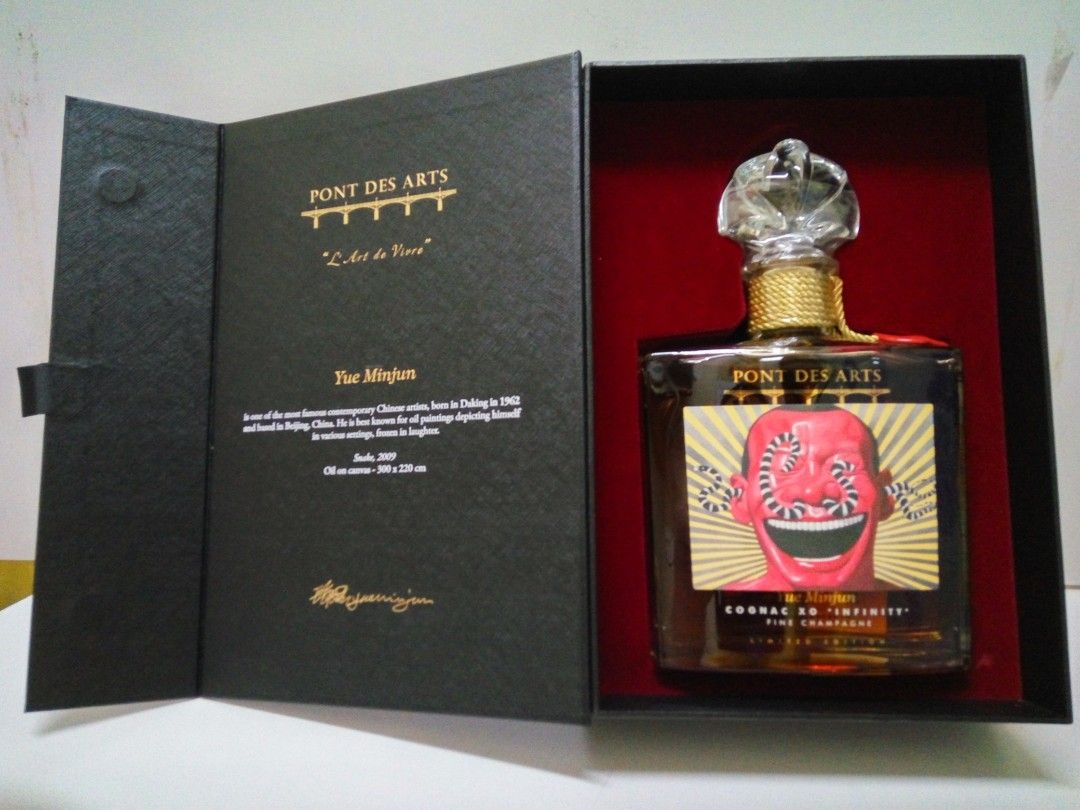 PONT DES ARTS
"L'Art de Vivre"
Yue Minjun
is one of the most famous contemporary Chinese artists, born in Daking in 1962
and based in Beijing, China. He is best known for oil paintings depicting himself
in various settings, frozen in laughter.
Snake, 2009
Oil on canvas - 300 x 220 cm
PONT DES ARTS
Yue Minjun
COGNAC XO "INFINITY"
FINE CHAMPAGNE
LIMITED EDITION